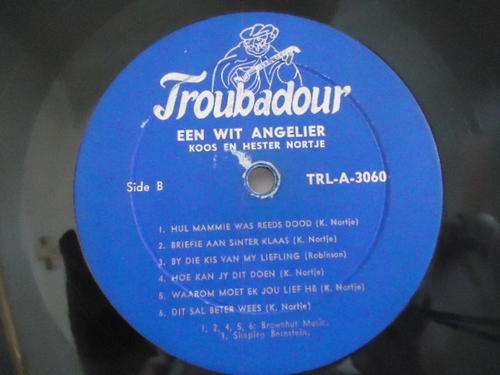 Troubadour
EEN WIT ANGELIER
KOOS EN HESTER NORTJE
Side B
TRL-A-3060
1. HUL MAMMIE WAS REEDS DOOD (K. Nortje)
2. BRIEFIE AAN SINTER KLAAS (K. Nortje)
3. BY DIE KIS VAN MY LIEFLING (Robinson)
4. HOE KAN JY DIT DOEN (K. Nortje)
5. WAAROM MOET EK JOU LIEF HE (K. Nortje)
6. DIT SAL BETER WEES (K. Nortje)
1, 2, 4, 5, 6: Brownhut Music.
3. Shapiro Bernstein.